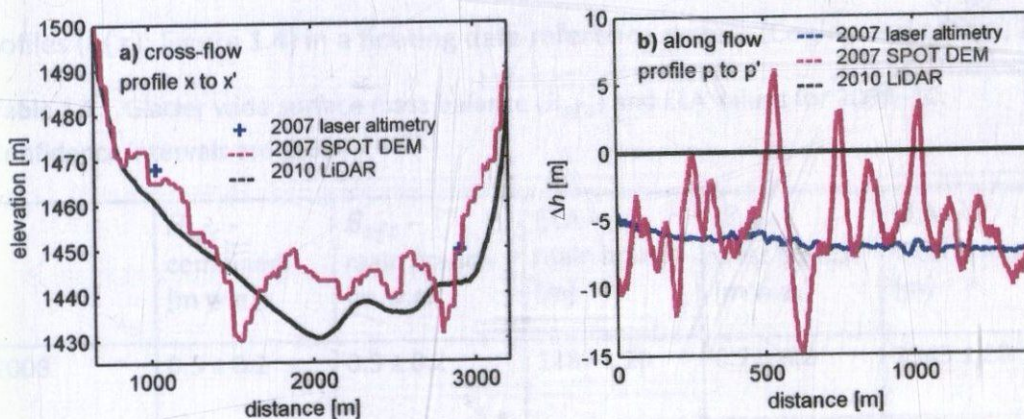 1500
1490
1480
1470
1460
1450
1440
1430
elevation [m]
a) cross-flow
profile x to x'
2007 laser altimetry
2007 SPOT DEM
2010 LiDAR
1000
2000
3000
distance [m]
10
5
0
-5
-10
-15
Δh [m]
b) along flow
profile p to p'
2007 laser altimetry
2007 SPOT DEM
2010 LiDAR
0
500
1000
distance [m]